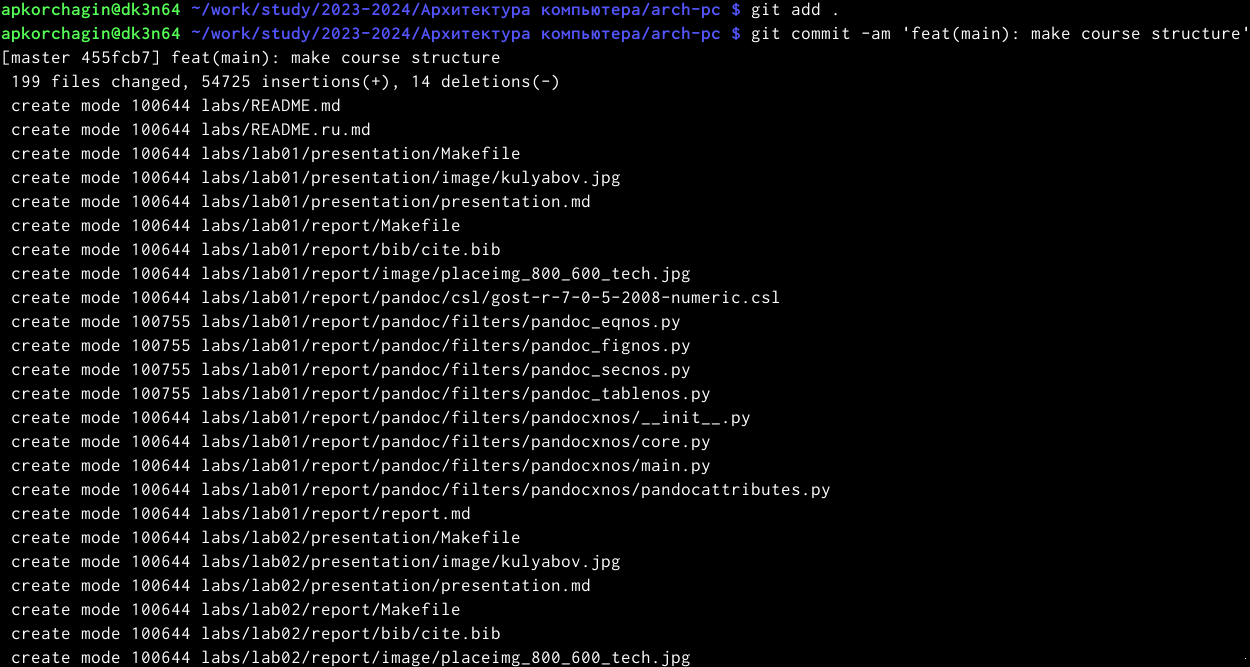 apkorchagin@dk3n64 ~/work/study/2023-2024/Архитектура компьютера/arch-pc $ git add .
apkorchagin@dk3n64 ~/work/study/2023-2024/Архитектура компьютера/arch-pc $ git commit -am 'feat(main): make course structure'
[master 455fcb7] feat(main): make course structure
 199 files changed, 54725 insertions(+), 14 deletions(-)
 create mode 100644 labs/README.md
 create mode 100644 labs/README.ru.md
 create mode 100644 labs/lab01/presentation/Makefile
 create mode 100644 labs/lab01/presentation/image/kulyabov.jpg
 create mode 100644 labs/lab01/presentation/presentation.md
 create mode 100644 labs/lab01/report/Makefile
 create mode 100644 labs/lab01/report/bib/cite.bib
 create mode 100644 labs/lab01/report/image/placeimg_800_600_tech.jpg
 create mode 100644 labs/lab01/report/pandoc/csl/gost-r-7-0-5-2008-numeric.csl
 create mode 100755 labs/lab01/report/pandoc/filters/pandoc_eqnos.py
 create mode 100755 labs/lab01/report/pandoc/filters/pandoc_fignos.py
 create mode 100755 labs/lab01/report/pandoc/filters/pandoc_secnos.py
 create mode 100755 labs/lab01/report/pandoc/filters/pandoc_tablenos.py
 create mode 100644 labs/lab01/report/pandoc/filters/pandocxnos/__init__.py
 create mode 100644 labs/lab01/report/pandoc/filters/pandocxnos/core.py
 create mode 100644 labs/lab01/report/pandoc/filters/pandocxnos/main.py
 create mode 100644 labs/lab01/report/pandoc/filters/pandocxnos/pandocattributes.py
 create mode 100644 labs/lab01/report/report.md
 create mode 100644 labs/lab02/presentation/Makefile
 create mode 100644 labs/lab02/presentation/image/kulyabov.jpg
 create mode 100644 labs/lab02/presentation/presentation.md
 create mode 100644 labs/lab02/report/Makefile
 create mode 100644 labs/lab02/report/bib/cite.bib
 create mode 100644 labs/lab02/report/image/placeimg_800_600_tech.jpg